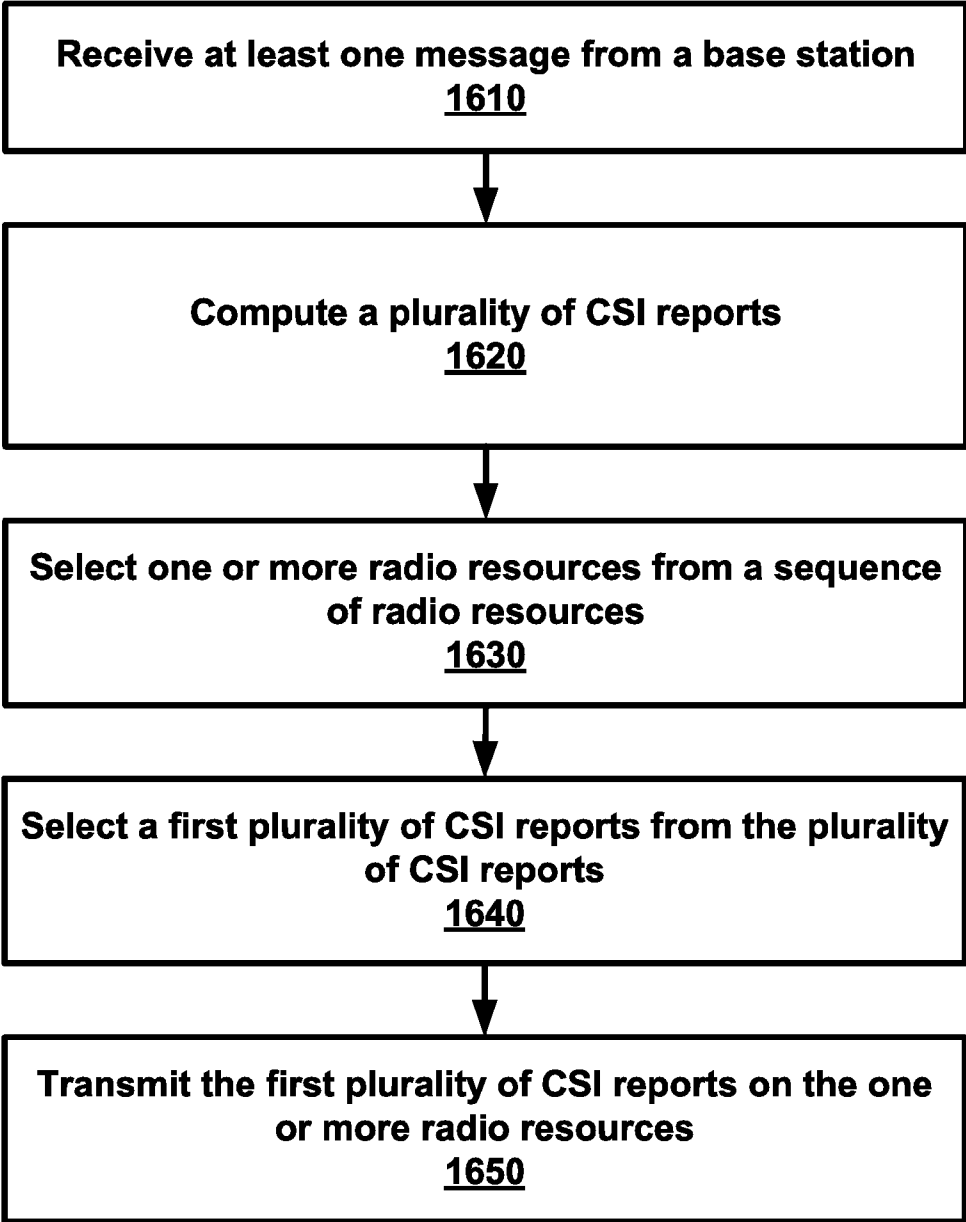 Receive at least one message from a base station
1610
Compute a plurality of CSI reports
1620
Select one or more radio resources from a sequence
of radio resources
1630
Select a first plurality of CSI reports from the plurality
of CSI reports
1640
Transmit the first plurality of CSI reports on the one
or more radio resources
1650